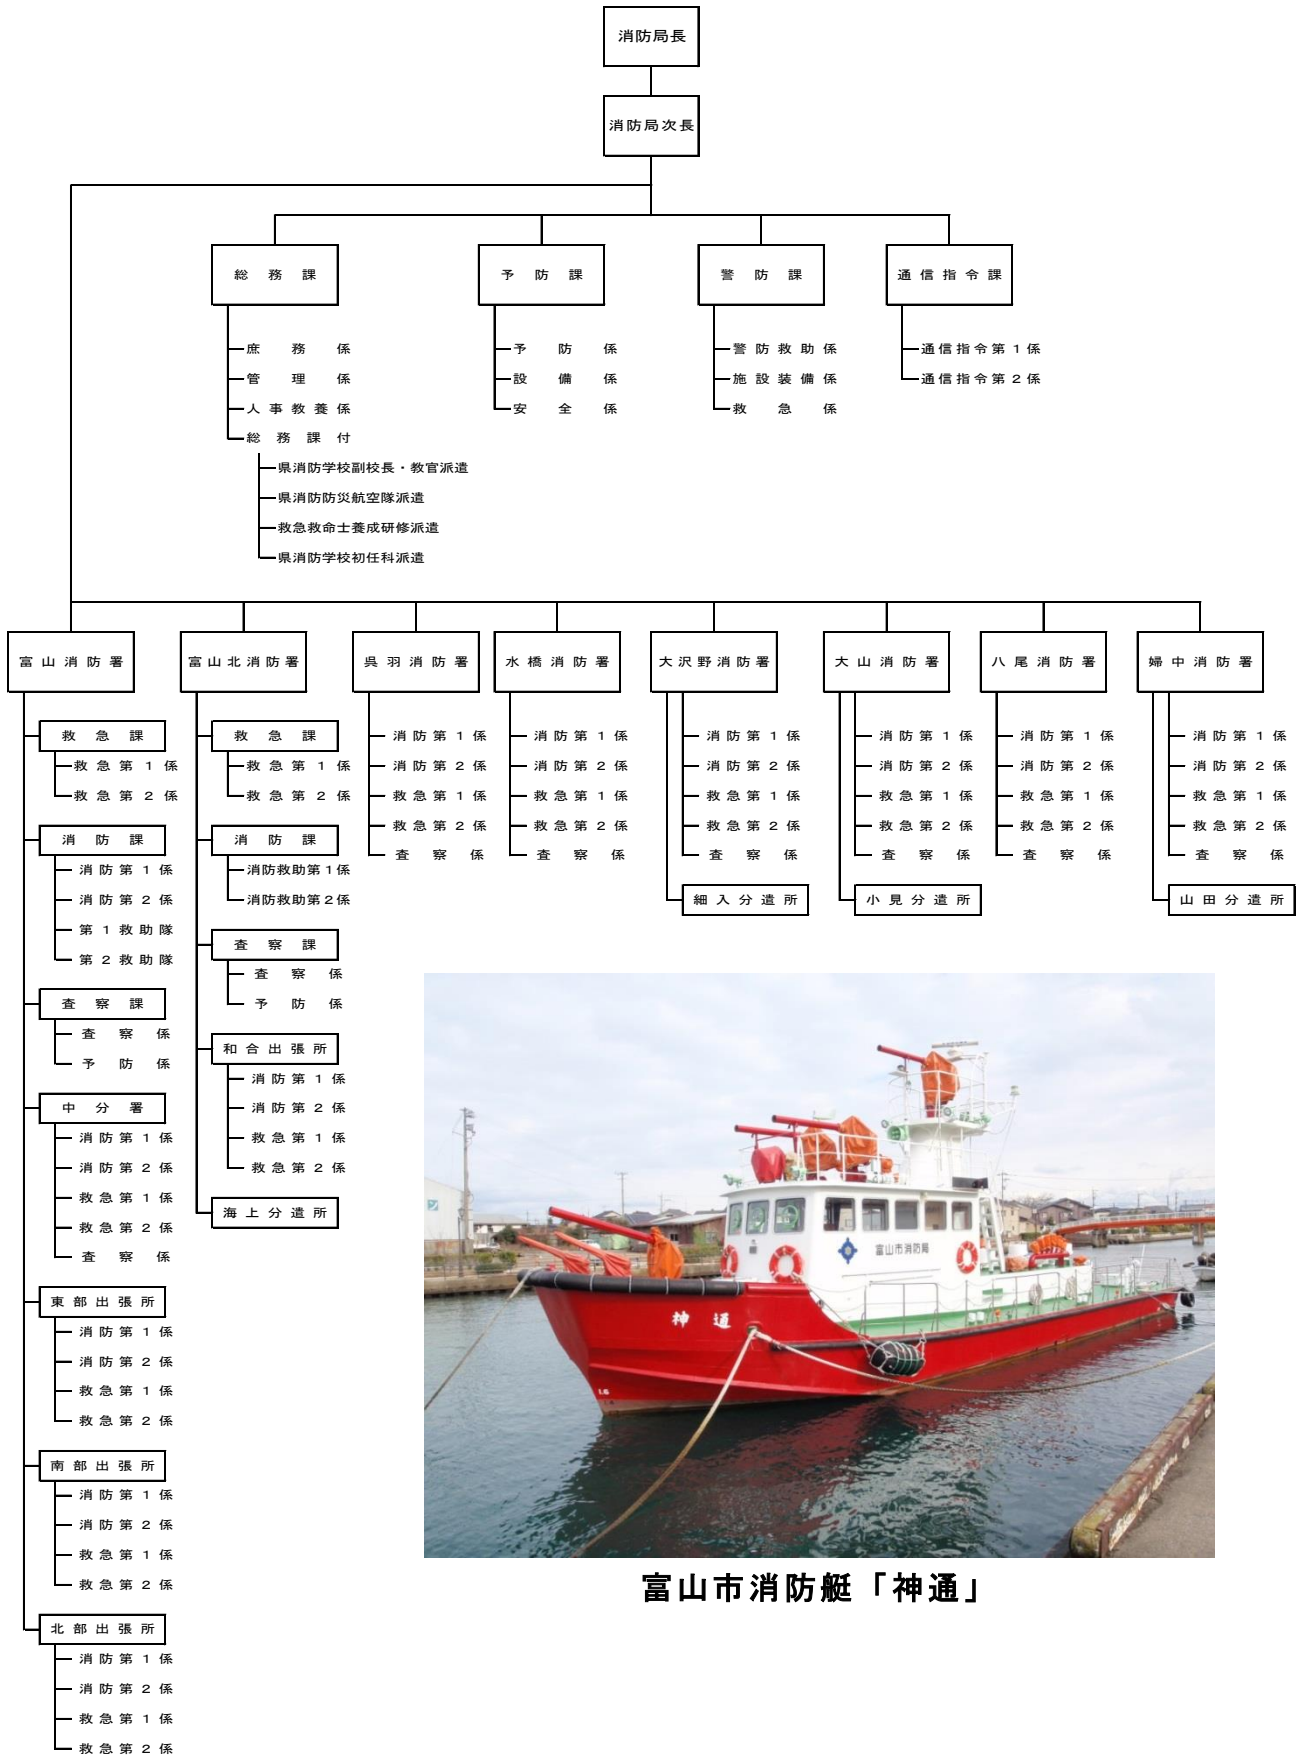 消防局長
消防局次長
総務課
庶務係
管理係
人事教養係
総務課付
県消防学校副校長・教官派遣
県消防防災航空隊派遣
救急救命士養成研修派遣
県消防学校初任科派遣
予防課
予防係
設備係
安全係
警防課
警防救助係
施設装備係
救急係
通信指令課
通信指令第1係
通信指令第2係
富山消防署
救急課
救急第1係
救急第2係
消防課
消防第1係
消防第2係
第1救助隊
第2救助隊
査察課
査察係
予防係
中分署
消防第1係
消防第2係
救急第1係
救急第2係
査察係
東部出張所
消防第1係
消防第2係
救急第1係
救急第2係
南部出張所
消防第1係
消防第2係
救急第1係
救急第2係
北部出張所
消防第1係
消防第2係
救急第1係
救急第2係
富山北消防署
救急課
救急第1係
救急第2係
消防課
消防救助第1係
消防救助第2係
査察課
査察係
予防係
和合出張所
消防第1係
消防第2係
救急第1係
救急第2係
海上分遣所
呉羽消防署
消防第1係
消防第2係
救急第1係
救急第2係
査察係
水橋消防署
消防第1係
消防第2係
救急第1係
救急第2係
査察係
大沢野消防署
消防第1係
消防第2係
救急第1係
救急第2係
査察係
細入分遣所
大山消防署
消防第1係
消防第2係
救急第1係
救急第2係
査察係
小見分遣所
八尾消防署
消防第1係
消防第2係
救急第1係
救急第2係
査察係
婦中消防署
消防第1係
消防第2係
救急第1係
救急第2係
査察係
山田分遣所
富山市消防局
神通
富山市消防艇「神通」